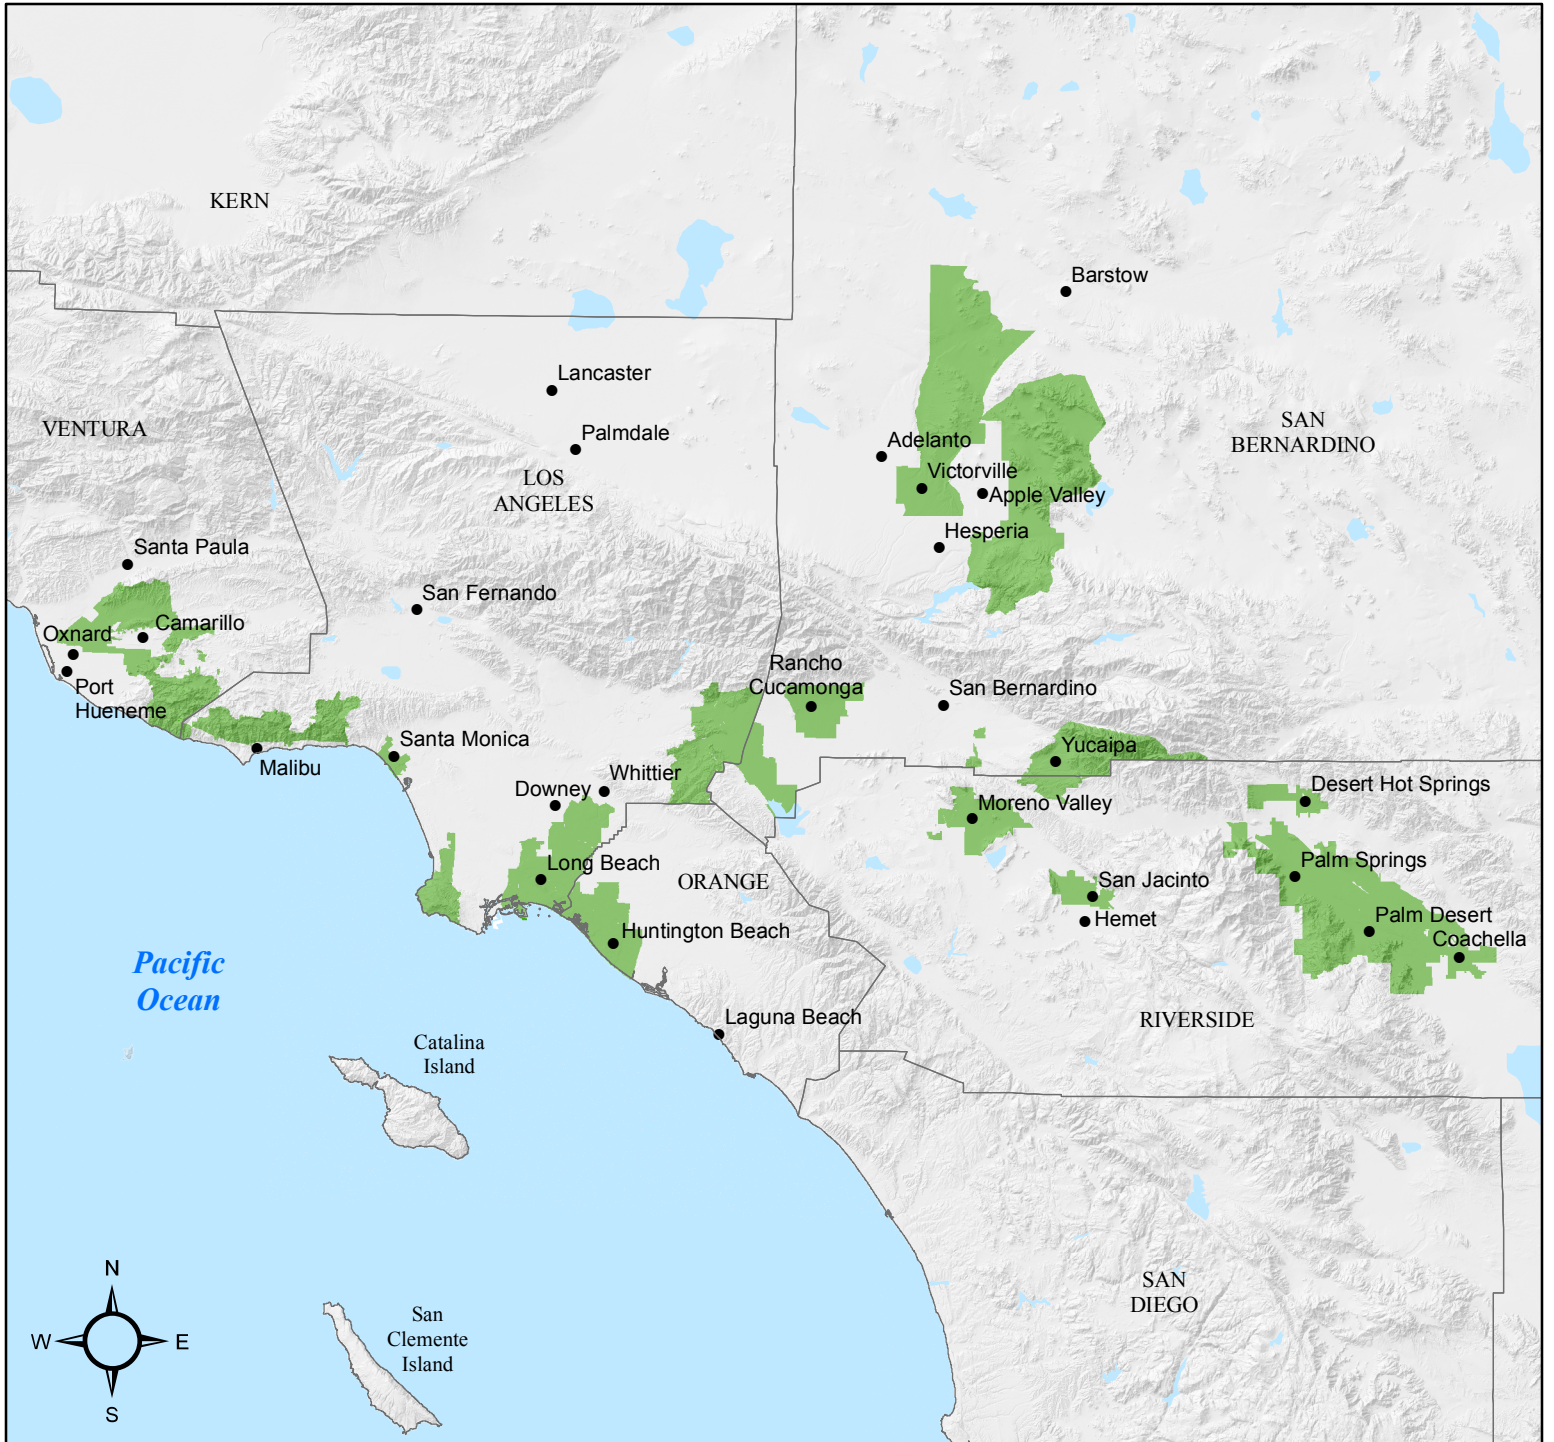 KERN
Barstow
Lancaster
VENTURA
SAN
BERNARDINO
Palmdale
Adelanto
LOS
ANGELES
Victorville
Apple Valley
Hesperia
Santa Paula
San Fernando
Camarillo
Oxnard
Rancho
Cucamonga
San Bernardino
Port
Hueneme
Santa Monica
Yucaipa
Malibu
Whittier
Downey
Desert Hot Springs
Moreno Valley
Long Beach
Palm Springs
ORANGE
San Jacinto
Hemet
Palm Desert
Huntington Beach
Coachella
Pacific
Ocean
Laguna Beach
RIVERSIDE
Catalina
Island
N
W
E
S
San
Clemente
Island
SAN
DIEGO